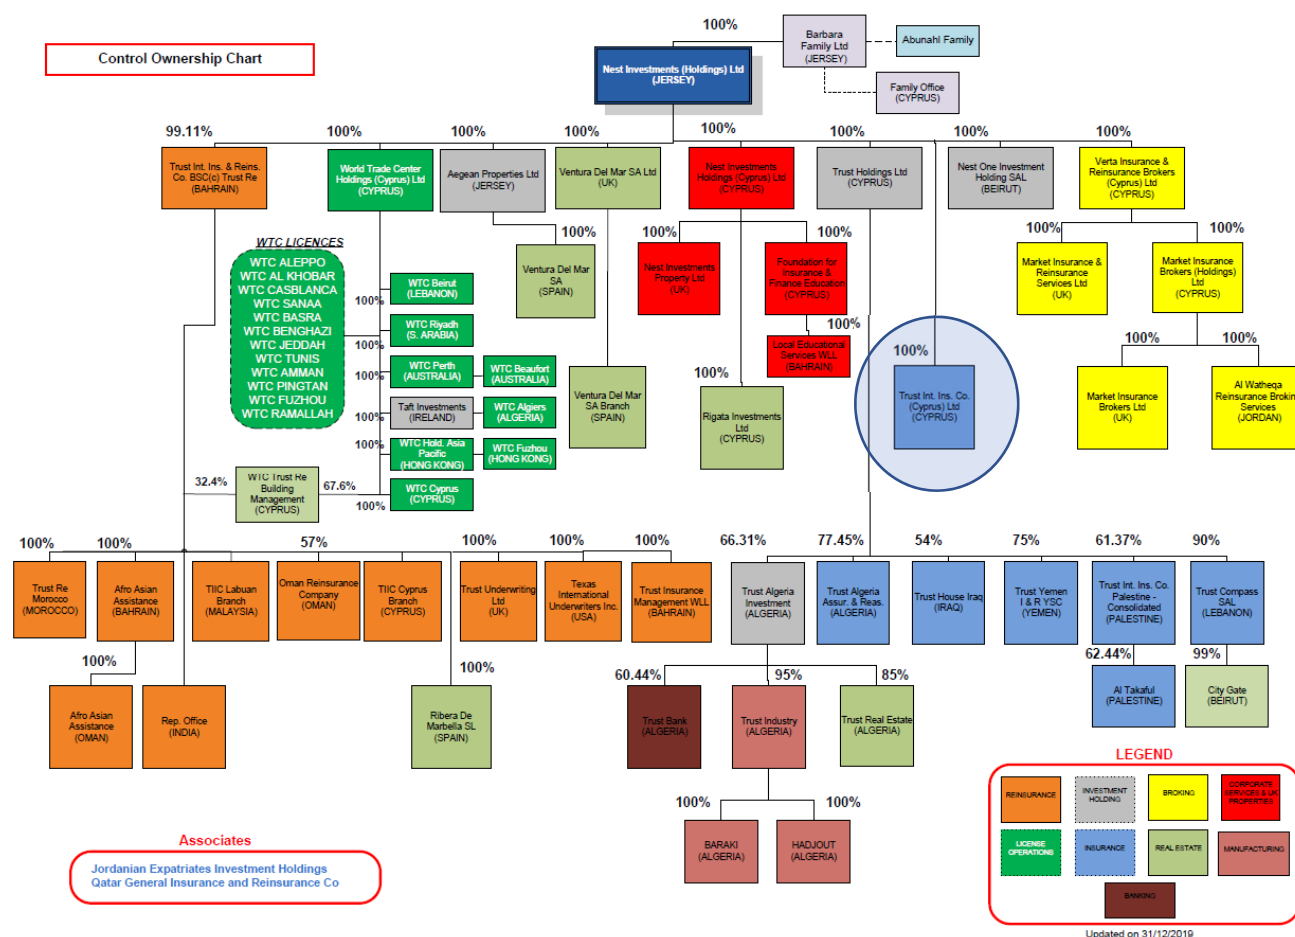 Control Ownership Chart
100%
Barbara
Family Ltd
(JERSEY)
Abunahl Family
Nest Investments (Holdings) Ltd
(JERSEY)
Family Office
(CYPRUS)
99.11%
100%
100%
100%
100%
100%
100%
100%
Trust Int. Ins. & Reins.
Co. BSC(c) Trust Re
(BAHRAIN)
World Trade Center
Holdings (Cyprus) Ltd
(CYPRUS)
Aegean Properties Ltd
(JERSEY)
Ventura Del Mar SA Ltd
(UK)
Nest Investments
Holdings (Cyprus) Ltd
(CYPRUS)
Trust Holdings Ltd
(CYPRUS)
Nest One Investment
Holding SAL
(BEIRUT)
Verta Insurance &
Reinsurance Brokers
(Cyprus) Ltd
(CYPRUS)
WTC LICENCES
WTC ALEPPO
WTC AL KHOBAR
WTC CASBLANCA
WTC SANAA
WTC BASRA
WTC BENGHAZI
WTC JEDDAH
WTC TUNIS
WTC AMMAN
WTC PINGTAN
WTC FUZHOU
WTC RAMALLAH
100%
WTC Beirut
(LEBANON)
100%
WTC Riyadh
(S. ARABIA)
100%
WTC Perth
(AUSTRALIA)
WTC Beaufort
(AUSTRALIA)
100%
Taft Investments
(IRELAND)
WTC Algiers
(ALGERIA)
100%
WTC Hold. Asia
Pacific
(HONG KONG)
WTC Fuzhou
(HONG KONG)
WTC Cyprus
(CYPRUS)
100%
32.4%
WTC Trust Re
Building
Management
(CYPRUS)
67.6%
100%
Ventura Del Mar
SA
(SPAIN)
Ventura Del Mar
SA Branch
(SPAIN)
100%
Nest Investments
Property Ltd
(UK)
100%
Foundation for
Insurance &
Finance Education
(CYPRUS)
100%
Local Educational
Services WLL
(BAHRAIN)
100%
Rigata Investments
Ltd
(CYPRUS)
100%
Trust Int. Ins. Co.
(Cyprus) Ltd
(CYPRUS)
100%
Market Insurance &
Reinsurance
Services Ltd
(UK)
100%
Market Insurance
Brokers (Holdings)
Ltd
(CYPRUS)
100%
Market Insurance
Brokers Ltd
(UK)
100%
Al Watheqa
Reinsurance Broking
Services
(JORDAN)
100%
100%
57%
100%
100%
100%
66.31%
77.45%
54%
75%
61.37%
90%
Trust Re
Morocco
(MOROCCO)
Afro Asian
Assistance
(BAHRAIN)
TIIC Labuan
Branch
(MALAYSIA)
Oman Reinsurance
Company
(OMAN)
TIIC Cyprus
Branch
(CYPRUS)
Trust Underwriting
Ltd
(UK)
Texas
International
Underwriters Inc.
(USA)
Trust Insurance
Management WLL
(BAHRAIN)
Trust Algeria
Investment
(ALGERIA)
Trust Algeria
Assur. & Reas.
(ALGERIA)
Trust House Iraq
(IRAQ)
Trust Yemen
I & R YSC
(YEMEN)
Trust Int. Ins. Co.
Palestine -
Consolidated
(PALESTINE)
Trust Compass
SAL
(LEBANON)
100%
Afro Asian
Assistance
(OMAN)
Rep. Office
(INDIA)
100%
Ribera De
Marbella SL
(SPAIN)
60.44%
Trust Bank
(ALGERIA)
95%
Trust Industry
(ALGERIA)
85%
Trust Real Estate
(ALGERIA)
62.44%
Al Takaful
(PALESTINE)
99%
City Gate
(BEIRUT)
100%
BARAKI
(ALGERIA)
100%
HADJOUT
(ALGERIA)
Associates
Jordanian Expatriates Investment Holdings
Qatar General Insurance and Reinsurance Co
LEGEND
REINSURANCE
INVESTMENT
HOLDING
BROKING
CORPORATE
SERVICES & UK
PROPERTIES
LICENSE
OPERATIONS
INSURANCE
REAL ESTATE
MANUFACTURING
BANKING
Updated on 31/12/2019